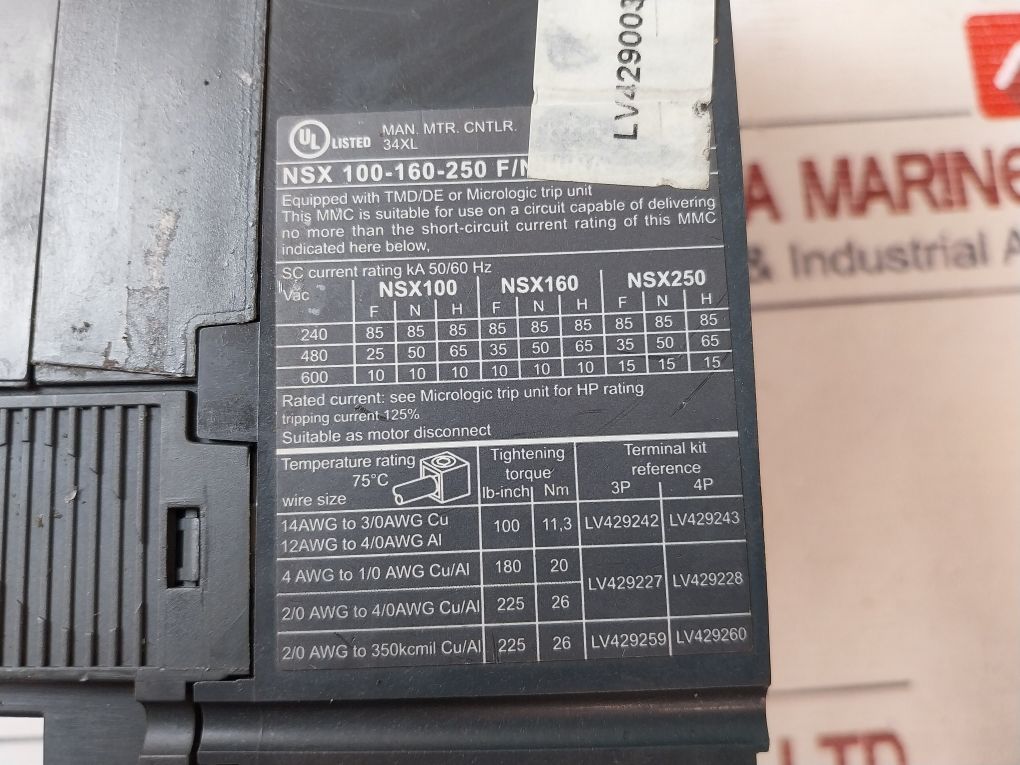 LV429003
UL LISTED MAN. MTR. CNTLR.
34XL
NSX 100-160-250 F/N
Equipped with TMD/DE or Micrologic trip unit
This MMC is suitable for use on a circuit capable of delivering
no more than the short-circuit current rating of this MMC
indicated here below,
SC current rating kA 50/60 Hz
Vac NSX100 NSX160 NSX250
F N H F N H F N H
240 85 85 85 85 85 85 85 85 85
480 25 50 65 35 50 65 35 50 65
600 10 10 10 10 10 10 15 15 15
Rated current: see Micrologic trip unit for HP rating
tripping current 125%
Suitable as motor disconnect
Temperature rating
75°C
wire size
Tightening
torque
lb-inch Nm
Terminal kit
reference
3P 4P
14AWG to 3/0AWG Cu
12AWG to 4/0AWG Al
100 11,3 LV429242 LV429243
4 AWG to 1/0 AWG Cu/Al 180 20
LV429227 LV429228
2/0 AWG to 4/0AWG Cu/Al 225 26
2/0 AWG to 350kcmil Cu/Al 225 26 LV429259 LV429260
A MARINE
& Industrial A
LTD